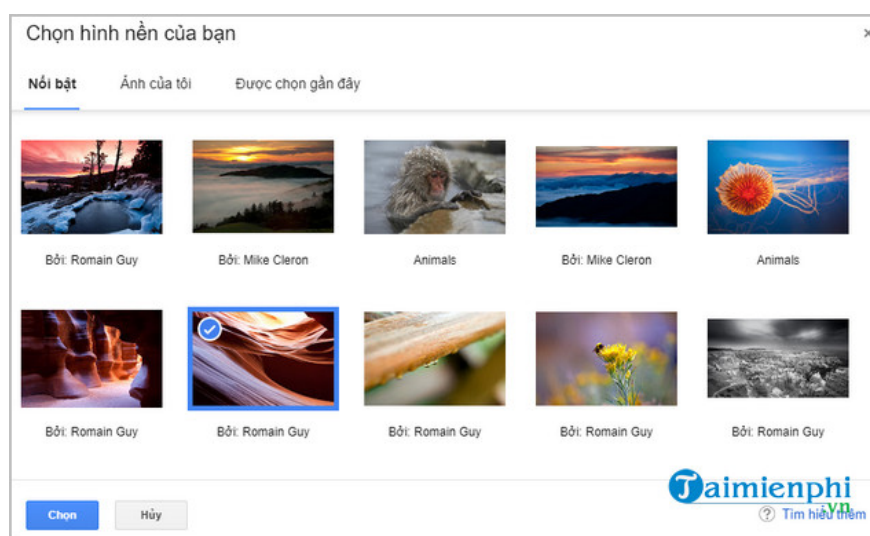 Chọn hình nền của bạn
×
Nổi bật Ảnh của tôi Được chọn gần đây
Bởi: Romain Guy Bởi: Mike Cleron Animals Bởi: Mike Cleron Animals
Bởi: Romain Guy Bởi: Romain Guy Bởi: Romain Guy Bởi: Romain Guy Bởi: Romain Guy
Taimienphi
.vn
Chọn Hủy ? Tìm hiểu thêm